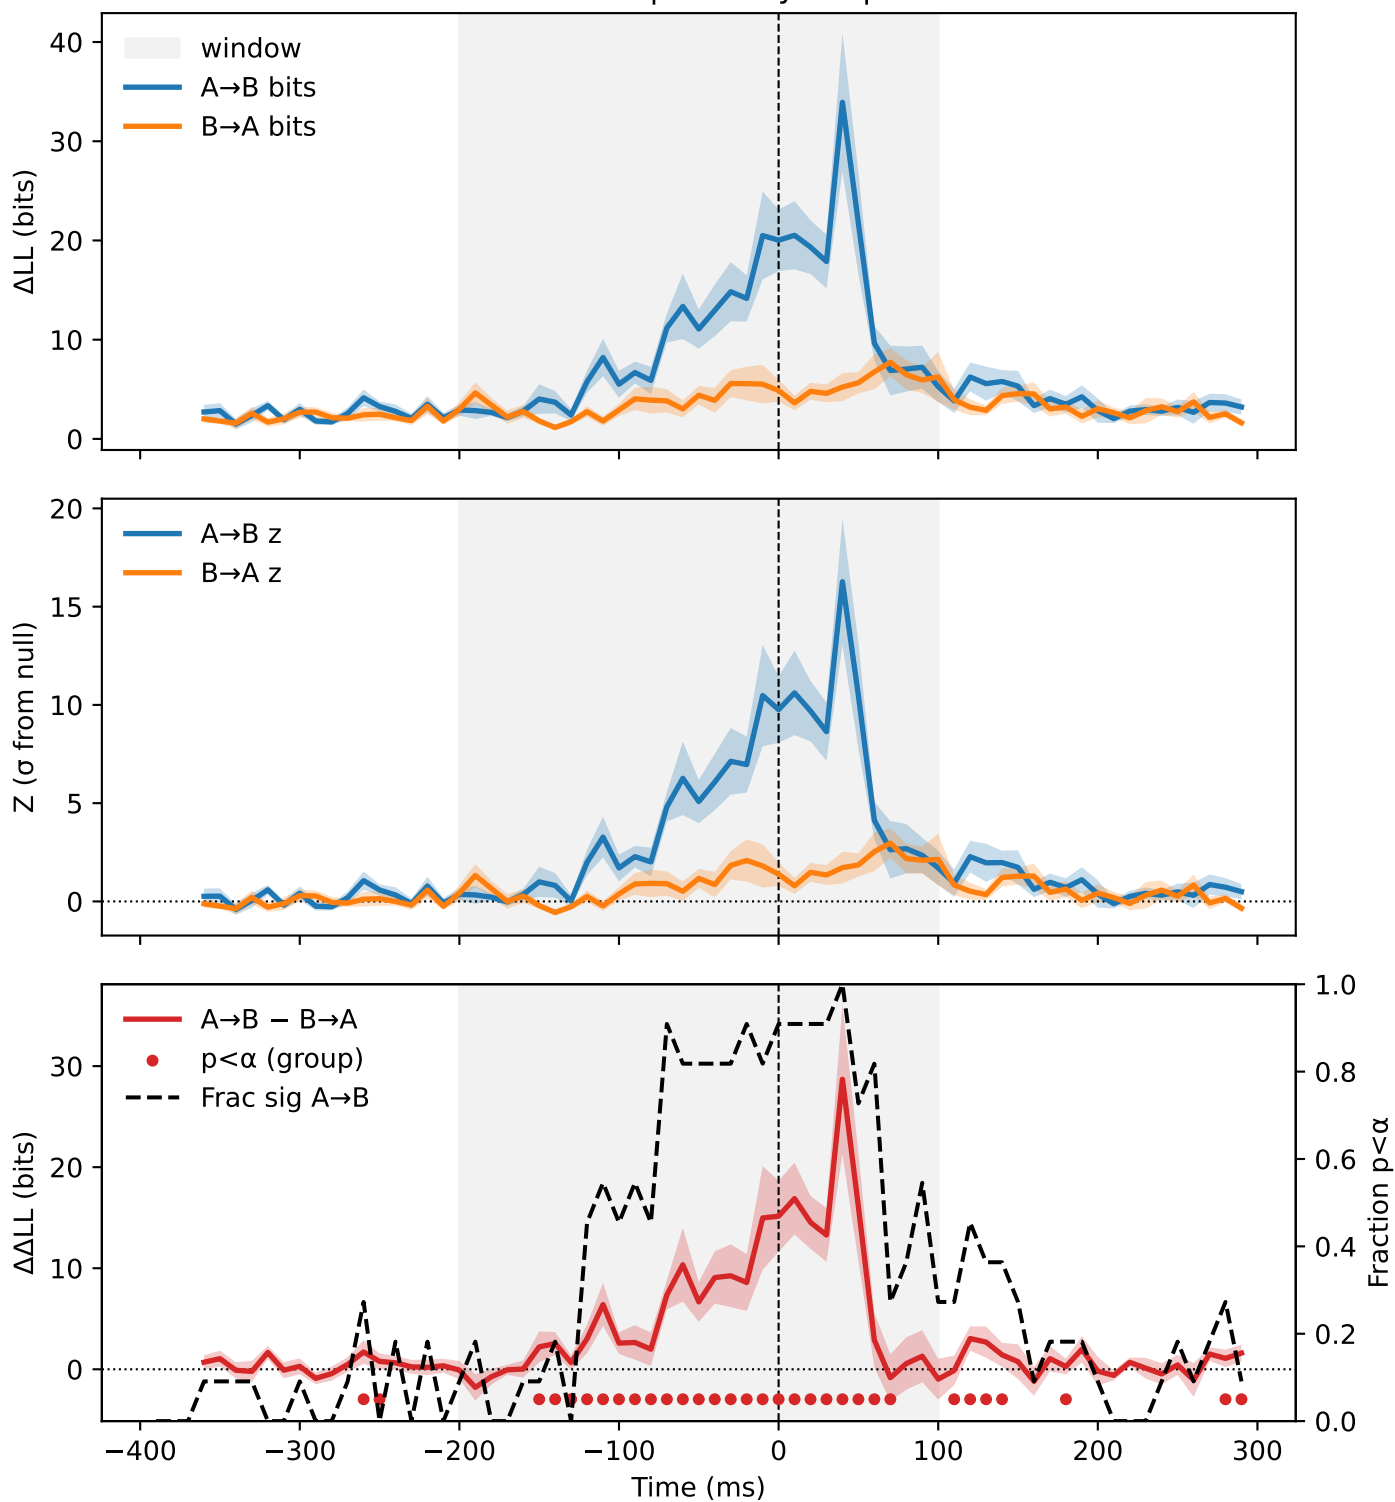 40
30
20
10
0
ΔLL (bits)
window
A→B bits
B→A bits
20
15
10
5
0
Z (σ from null)
A→B z
B→A z
30
20
10
0
ΔΔLL (bits)
A→B − B→A
p<α (group)
Frac sig A→B
1.0
0.8
0.6
0.4
0.2
0.0
Fraction p<α
−400 −300 −200 −100 0 100 200 300
Time (ms)